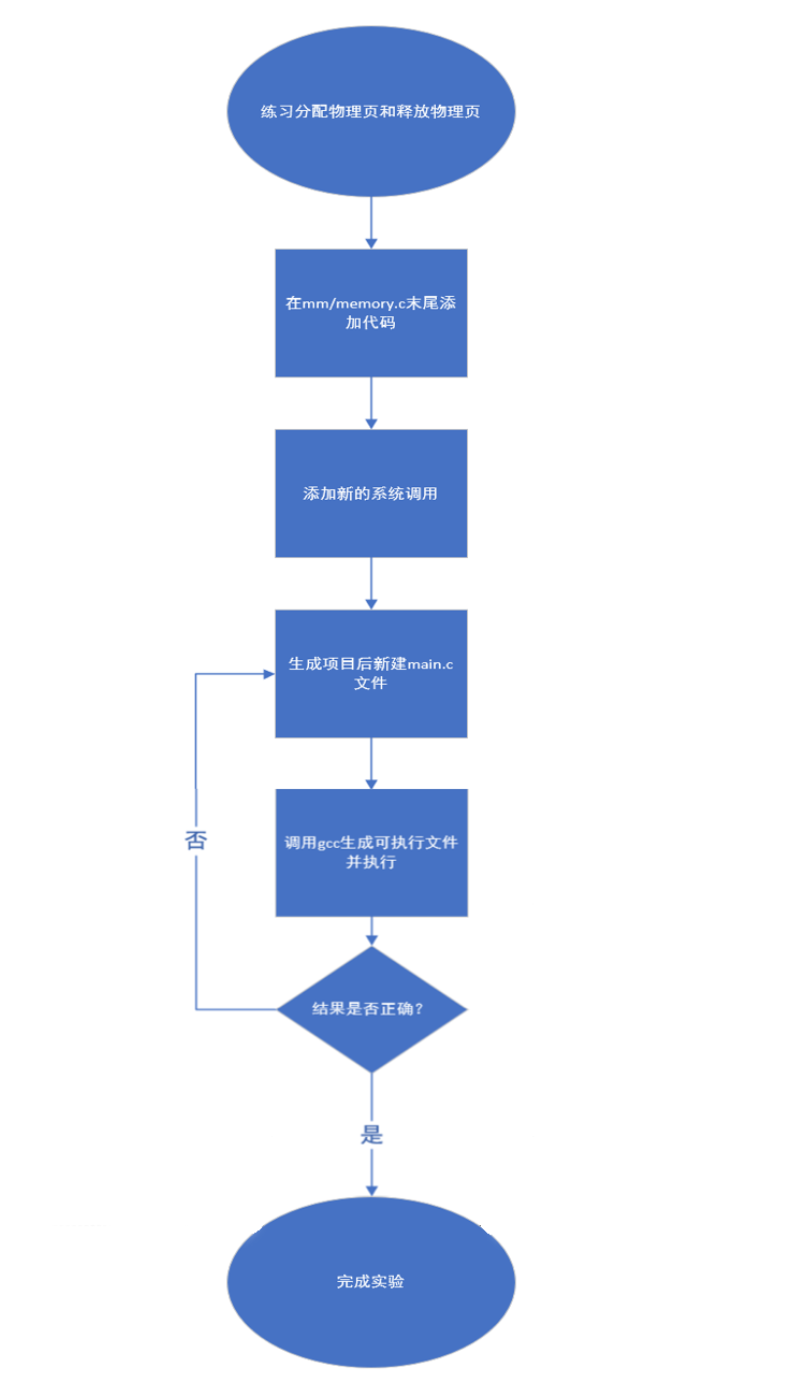 练习分配物理页和释放物理页
在mm/memory.c末尾添
加代码
添加新的系统调用
生成项目后新建main.c
文件
否
调用gcc生成可执行文件
并执行
结果是否正确？
是
完成实验